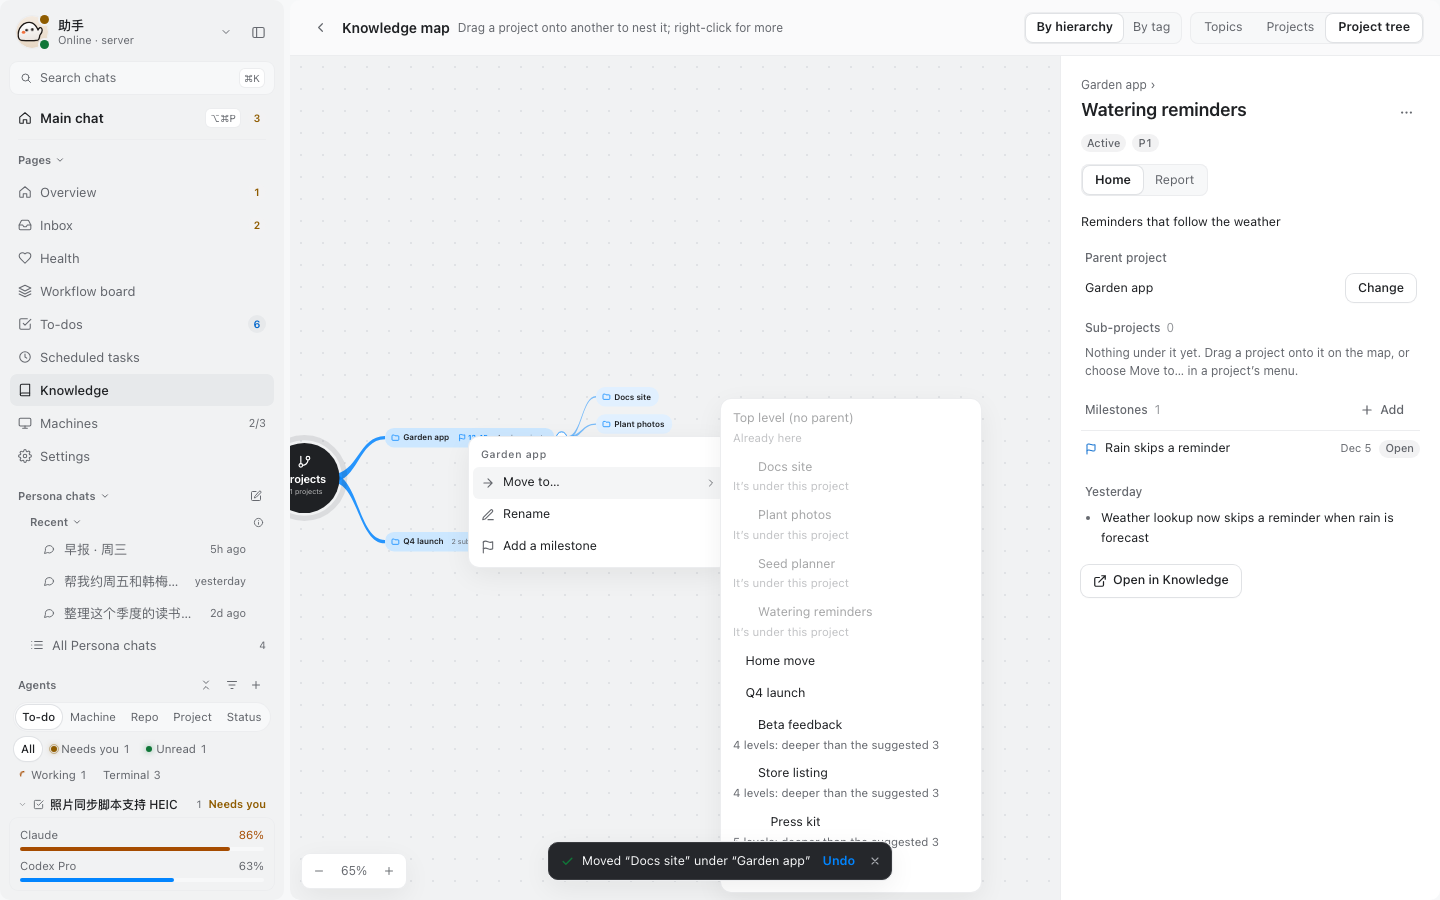 助手
Online · server
Search chats
⌘K
Main chat
⌥⌘P
3
Pages
Overview
1
Inbox
2
Health
Workflow board
To-dos
6
Scheduled tasks
Knowledge
Machines
2/3
Settings
Persona chats
Recent
早报 · 周三
5h ago
帮我约周五和韩梅...
yesterday
整理这个季度的读书...
2d ago
All Persona chats
4
Agents
To-do
Machine
Repo
Project
Status
All
Needs you 1
Unread 1
Working 1
Terminal 3
照片同步脚本支持 HEIC
1
Needs you
Claude
86%
Codex Pro
63%
Knowledge map
Drag a project onto another to nest it; right-click for more
By hierarchy
By tag
Topics
Projects
Project tree
rojects
projects
Garden app
Docs site
Plant photos
Q4 launch
2 sub
Garden app
Move to...
Rename
Add a milestone
Top level (no parent)
Already here
Docs site
It's under this project
Plant photos
It's under this project
Seed planner
It's under this project
Watering reminders
It's under this project
Home move
Q4 launch
Beta feedback
4 levels: deeper than the suggested 3
Store listing
4 levels: deeper than the suggested 3
Press kit
5 levels: deeper than the suggested 3
Moved “Docs site” under “Garden app”
Undo
65%
Garden app ›
Watering reminders
Active
P1
Home
Report
Reminders that follow the weather
Parent project
Garden app
Change
Sub-projects 0
Nothing under it yet. Drag a project onto it on the map, or
choose Move to... in a project's menu.
Milestones 1
Add
Rain skips a reminder
Dec 5
Open
Yesterday
• Weather lookup now skips a reminder when rain is
forecast
Open in Knowledge